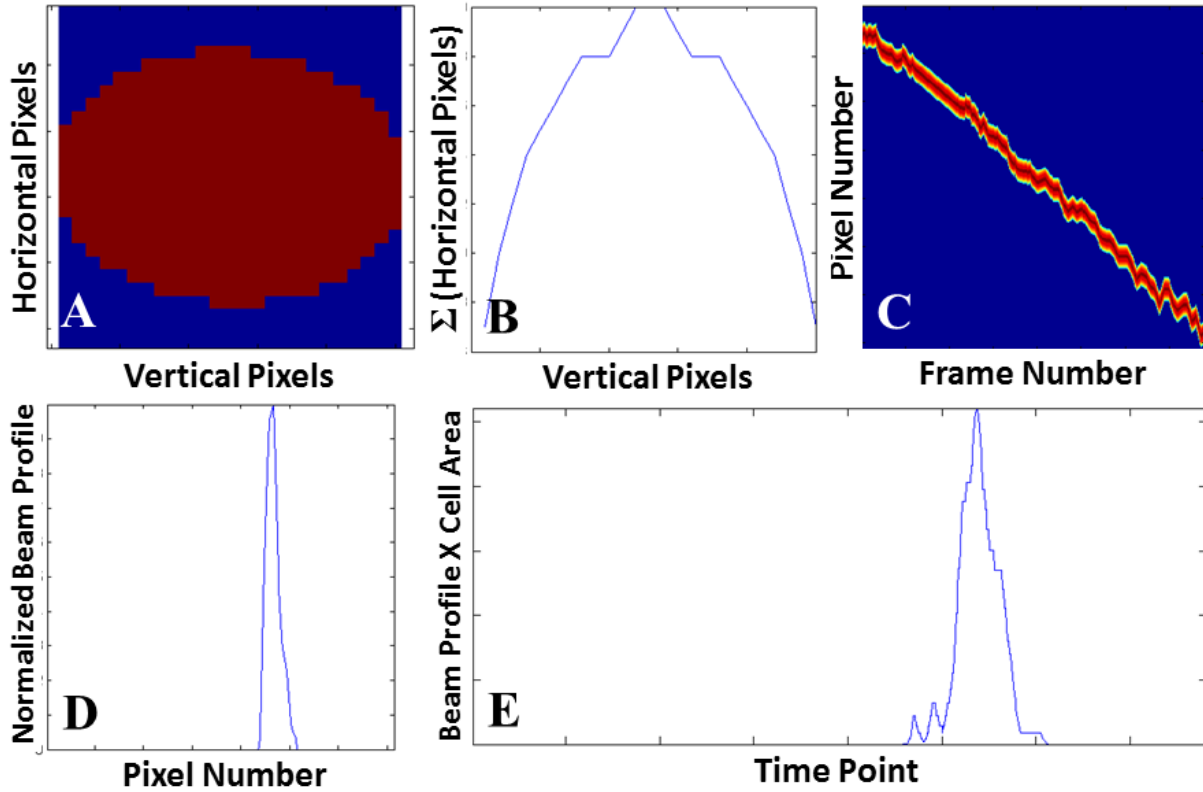 Horizontal Pixels
A
Vertical Pixels
Σ (Horizontal Pixels)
B
Vertical Pixels
Pixel Number
C
Frame Number
Normalized Beam Profile
D
Pixel Number
Beam Profile X Cell Area
E
Time Point